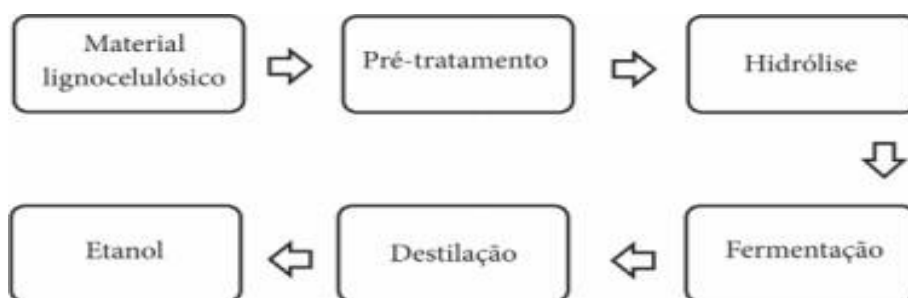 Material
lignocelulósico
Pré-tratamento
Hidrólise
Fermentação
Destilação
Etanol